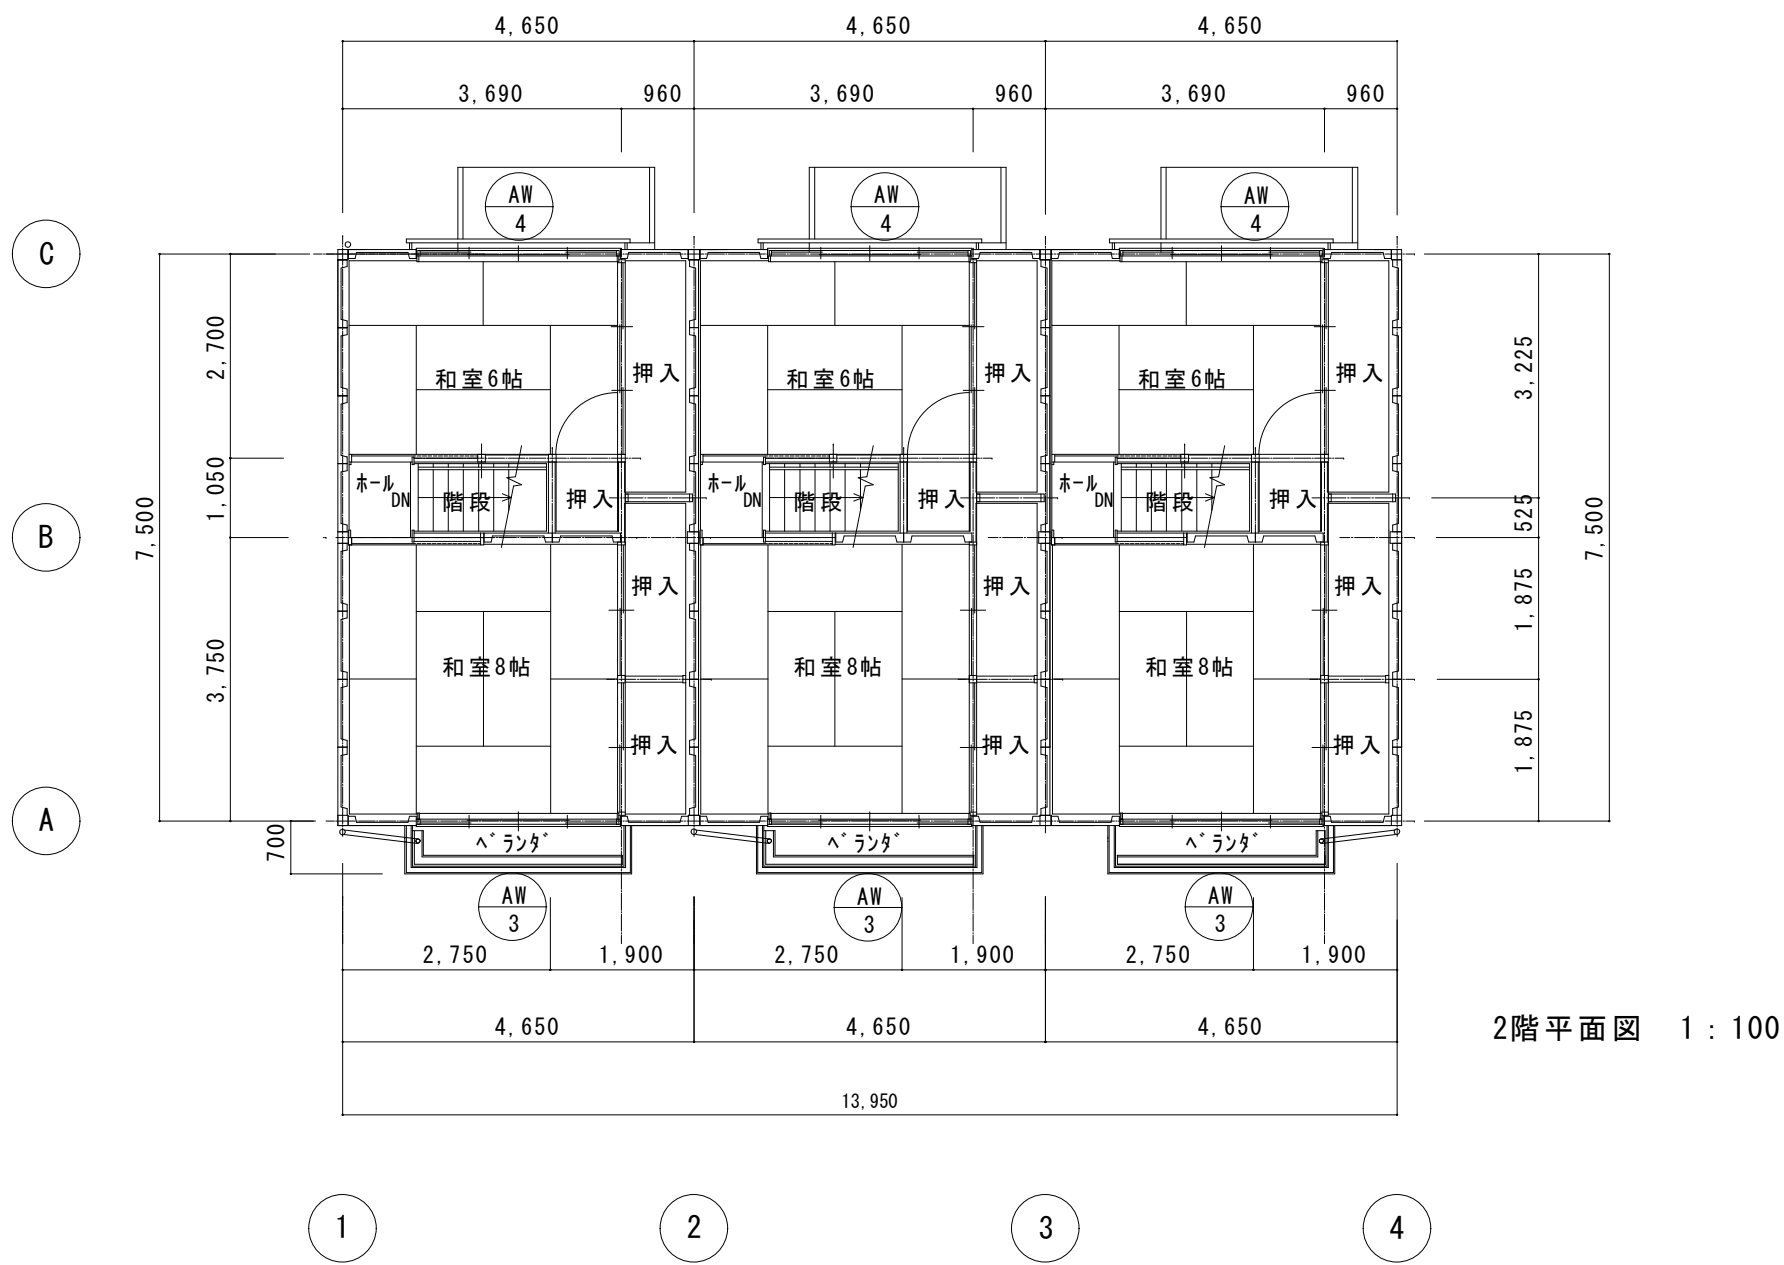 4,650 4,650 4,650
3,690 960 3,690 960 3,690 960
AW AW AW
4 4 4
C
2,700
3,225
和室6帖 押入 和室6帖 押入 和室6帖 押入
1,050
ホール ホール ホール
DN 階段 押入 DN 階段 押入 DN 階段 押入
7,500
525
7,500
B
押入 押入 押入
1,875
3,750
和室8帖 和室8帖 和室8帖
押入 押入 押入
1,875
A
700
ベランダ ベランダ ベランダ
AW AW AW
3 3 3
2,750 1,900 2,750 1,900 2,750 1,900
4,650 4,650 4,650
2階平面図 1:100
13,950
1 2 3 4